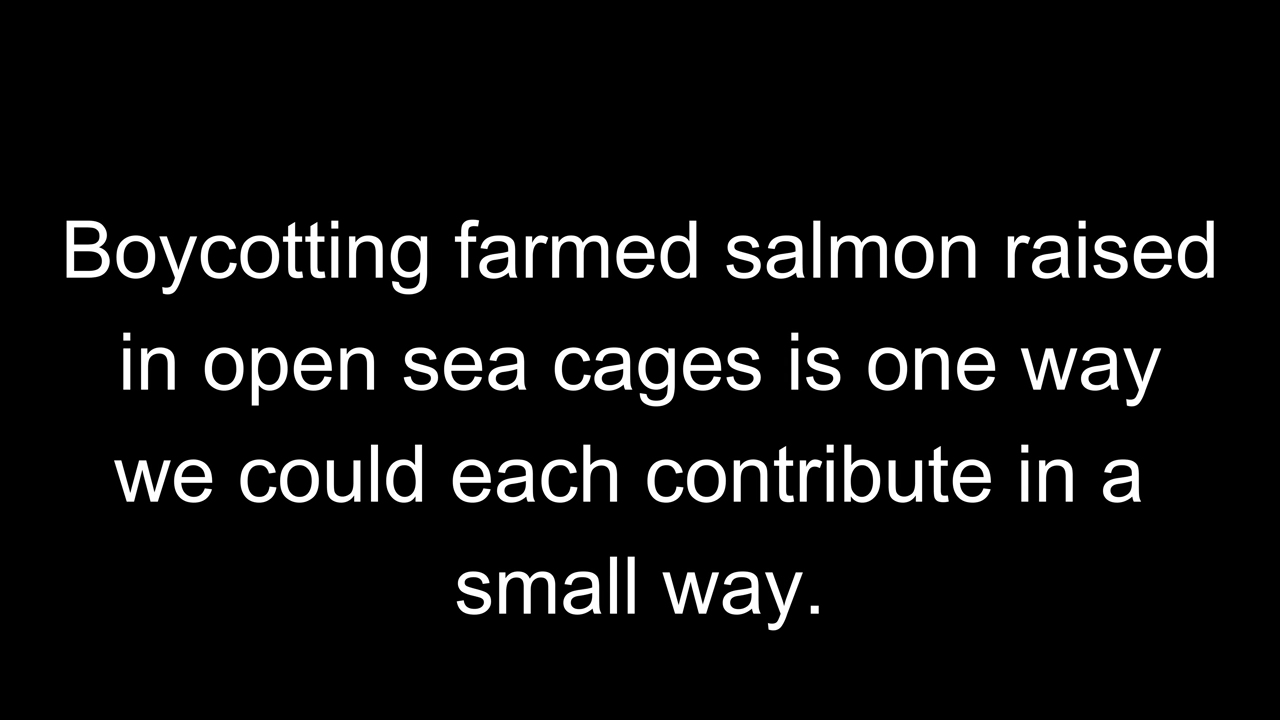 Boycotting farmed salmon raised
in open sea cages is one way
we could each contribute in a
small way.